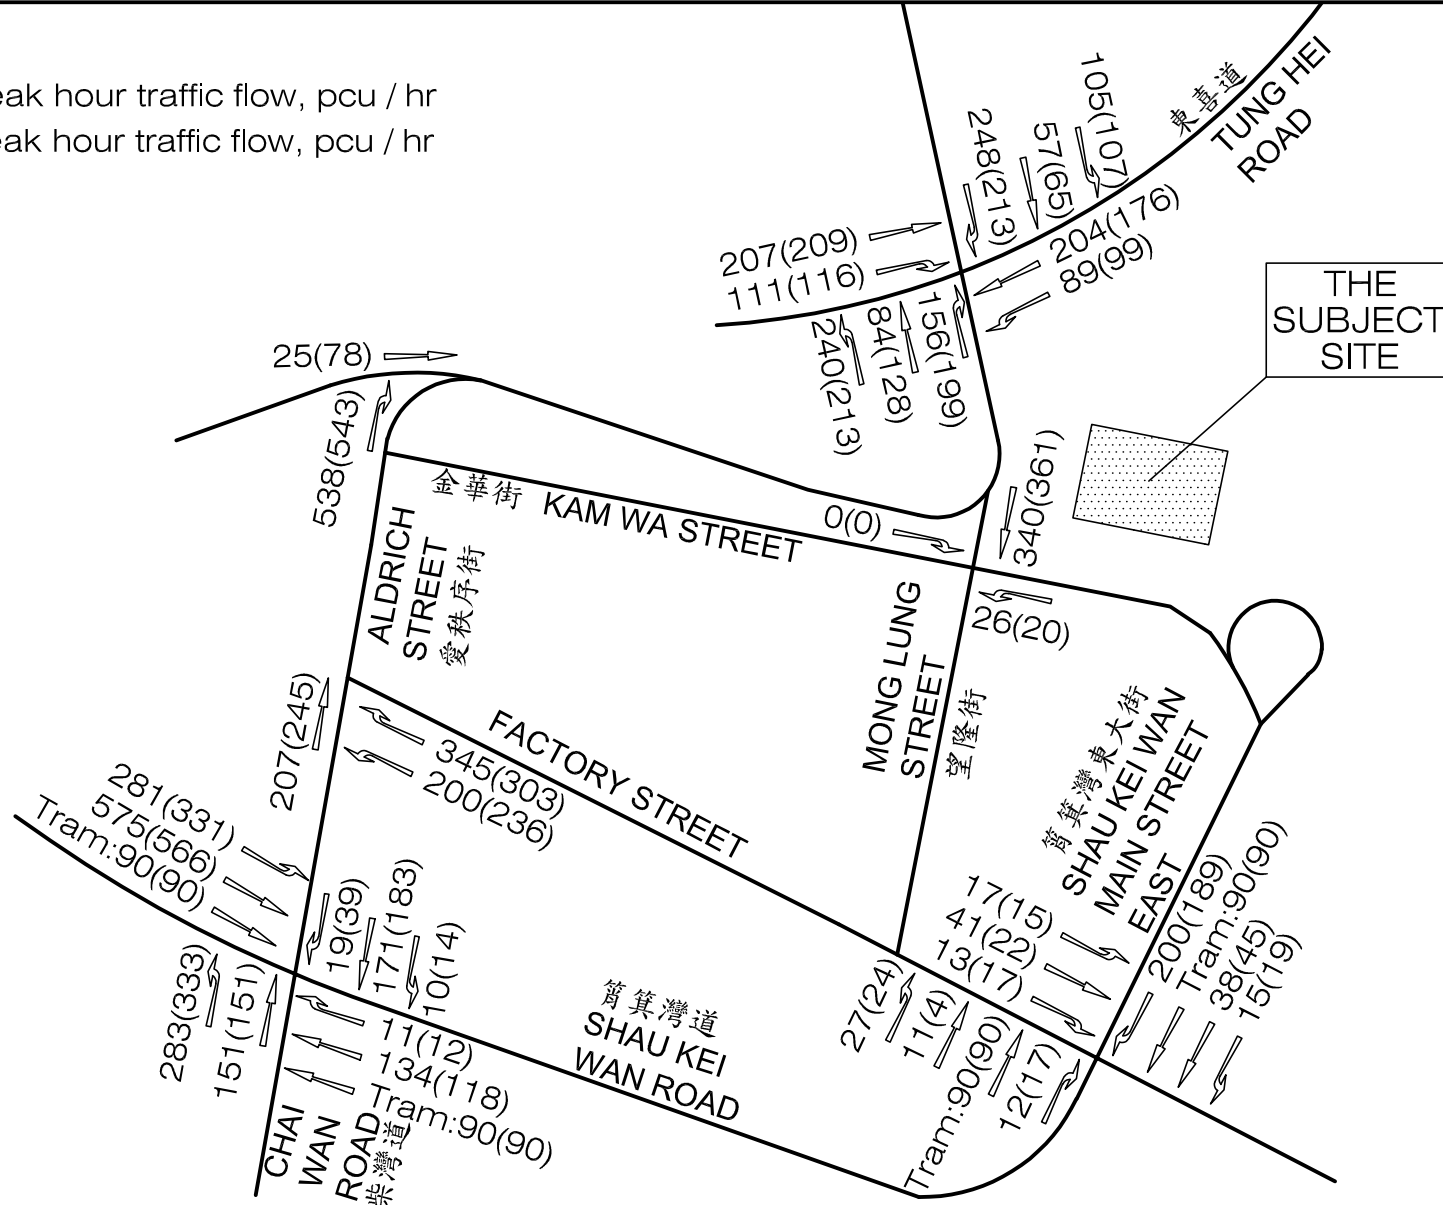 eak hour traffic flow, pcu / hr
eak hour traffic flow, pcu / hr
105(107)
57(65)
248(213)
東喜道
TUNG HEI
ROAD
207(209)
111(116)
204(176)
89(99)
240(213)
84(128)
156(199)
THE
SUBJECT
SITE
25(78)
538(543)
金華街 KAM WA STREET
0(0)
340(361)
26(20)
ALDRICH
STREET
愛秩序街
MONG LUNG
STREET
望隆街
207(245)
345(303)
200(236)
FACTORY STREET
筲箕灣東大街
SHAU KEI WAN
MAIN STREET
EAST
281(331)
575(566)
Tram:90(90)
19(39)
171(183)
10(14)
17(15)
41(22)
13(17)
200(189)
Tram:90(90)
38(45)
15(19)
283(333)
151(151)
11(12)
134(118)
Tram:90(90)
筲箕灣道
SHAU KEI
WAN ROAD
27(24)
11(4)
Tram:90(90)
12(17)
CHAI
WAN
ROAD
柴灣道